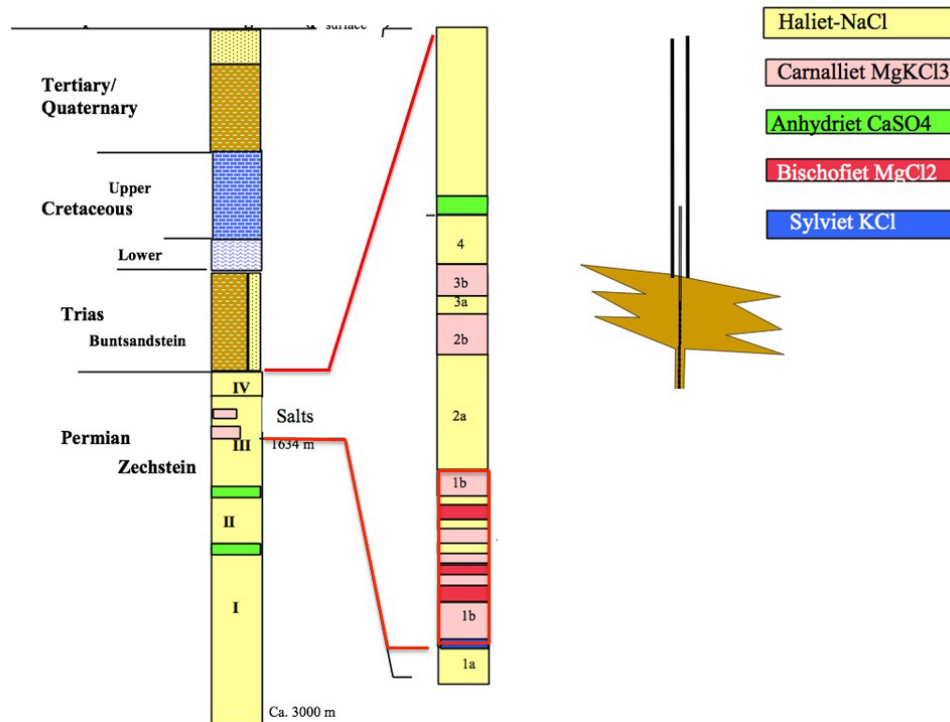 surface
Tertiary/
Quaternary
Upper
Cretaceous
Lower
Trias
Buntsandstein
Permian
Zechstein
IV
III
II
I
Salts
1634 m
Ca. 3000 m
4
3b
3a
2b
2a
1b
1b
1a
Haliet-NaCl
Carnalliet MgKCl3
Anhydriet CaSO4
Bischofiet MgCl2
Sylviet KCl